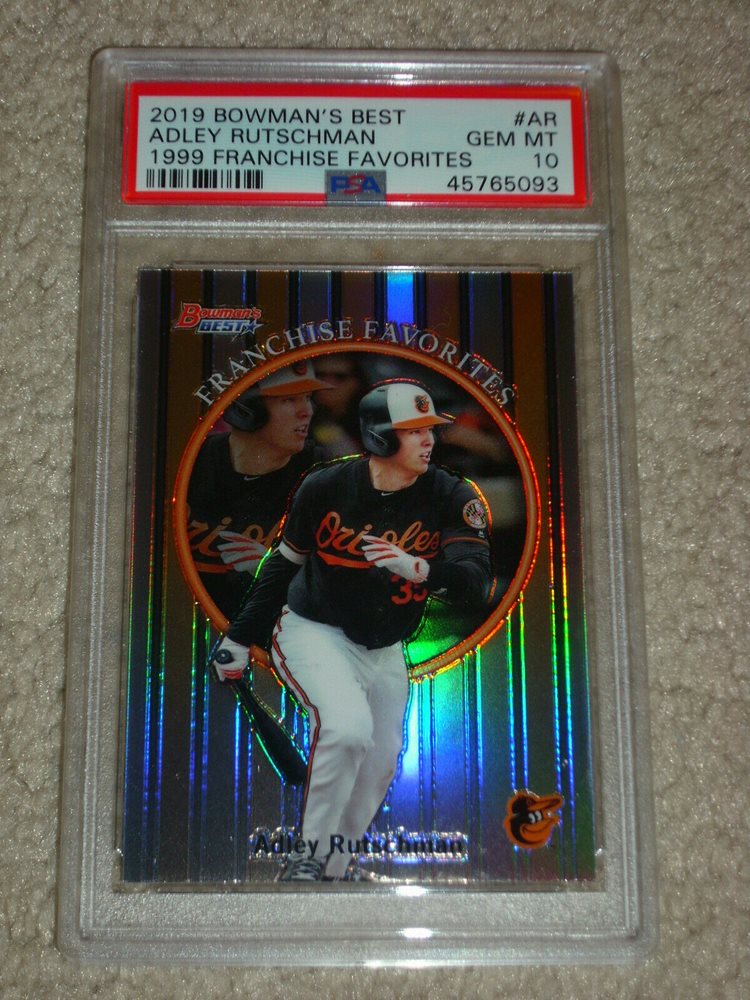 2019 BOWMAN'S BEST #AR
ADLEY RUTSCHMAN GEM MT
1999 FRANCHISE FAVORITES 10
PSA 45765093
Bowman's
BEST
FRANCHISE FAVORITES
Orioles
Orioles
35
Adley Rutschman